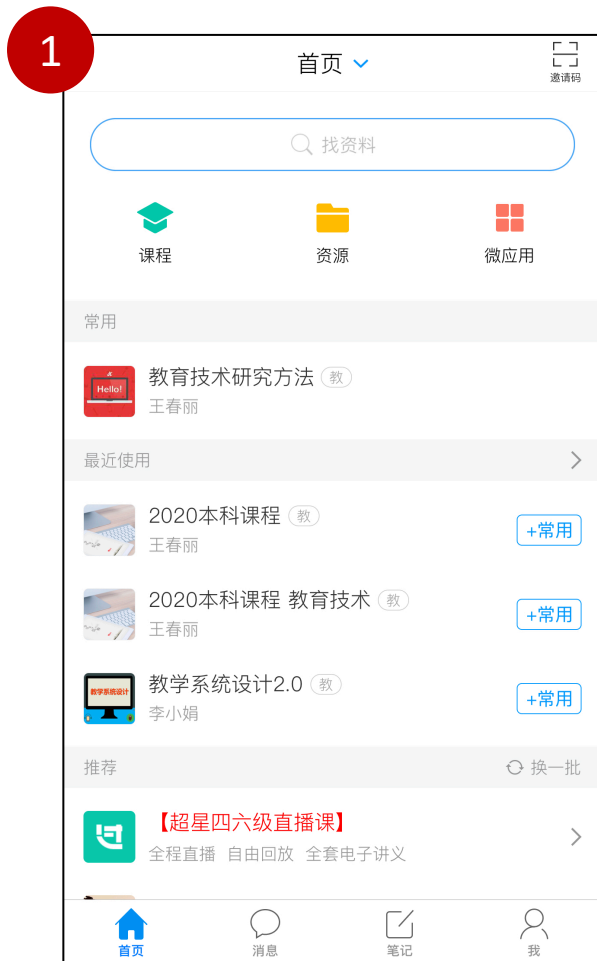 1
首页
邀请码
找资料
课程 资源 微应用
常用
Hello!
教育技术研究方法 教
王春丽
最近使用
2020本科课程 教
王春丽
+常用
2020本科课程 教育技术 教
王春丽
+常用
教学系统设计
教学系统设计2.0 教
李小娟
+常用
推荐 换一批
【超星四六级直播课】
全程直播 自由回放 全套电子讲义
首页 消息 笔记 我